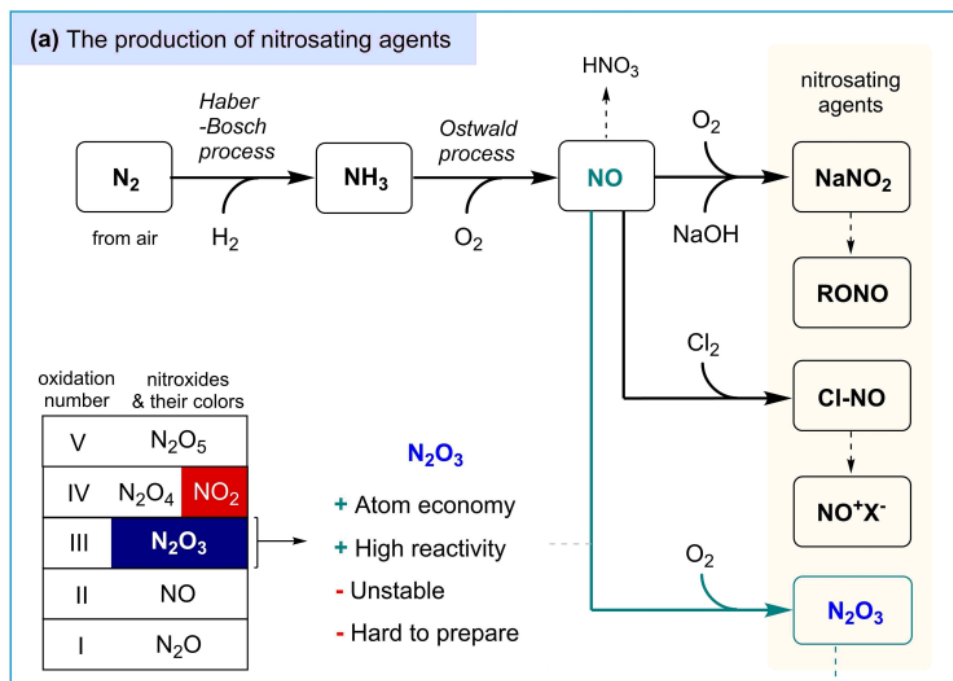 (a) The production of nitrosating agents
HNO₃
nitrosating
agents
Haber
-Bosch
process
Ostwald
process
O₂
N₂
NH₃
NO
NaNO₂
from air
H₂
O₂
NaOH
RONO
Cl₂
Cl-NO
NO⁺X⁻
O₂
N₂O₃
oxidation
number
nitroxides
& their colors
V N₂O₅
IV N₂O₄ NO₂
III N₂O₃
II NO
I N₂O
N₂O₃
+ Atom economy
+ High reactivity
- Unstable
- Hard to prepare